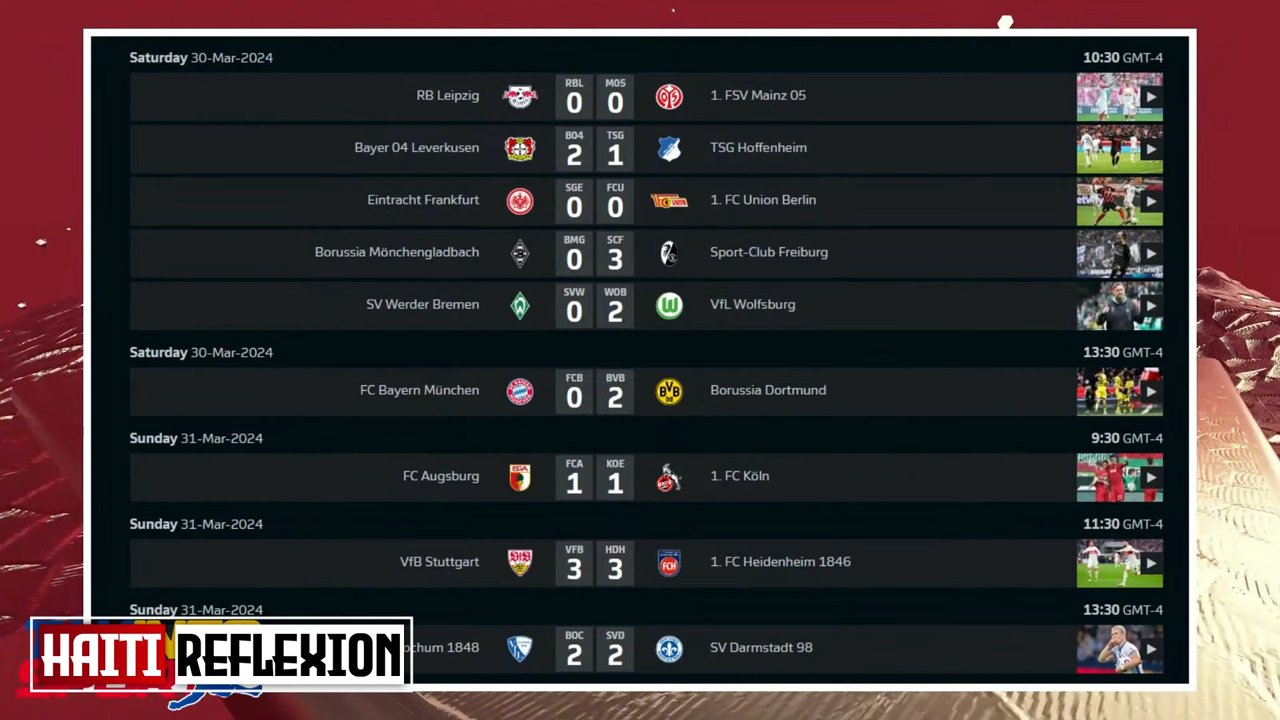 Saturday 30-Mar-2024 10:30 GMT-4
RB Leipzig RBL 0 M05 0 1. FSV Mainz 05
Bayer 04 Leverkusen B04 2 TSG 1 TSG Hoffenheim
Eintracht Frankfurt SGE 0 FCU 0 1. FC Union Berlin
Borussia Mönchengladbach BMG 0 SCF 3 Sport-Club Freiburg
SV Werder Bremen SVW 0 WOB 2 VfL Wolfsburg
Saturday 30-Mar-2024 13:30 GMT-4
FC Bayern München FCB 0 BVB 2 Borussia Dortmund
Sunday 31-Mar-2024 9:30 GMT-4
FC Augsburg FCA 1 KOE 1 1. FC Köln
Sunday 31-Mar-2024 11:30 GMT-4
VfB Stuttgart VFB 3 HDH 3 1. FC Heidenheim 1846
Sunday 31-Mar-2024 13:30 GMT-4
ochum 1848 BOC 2 SVD 2 SV Darmstadt 98
HAITI REFLEXION